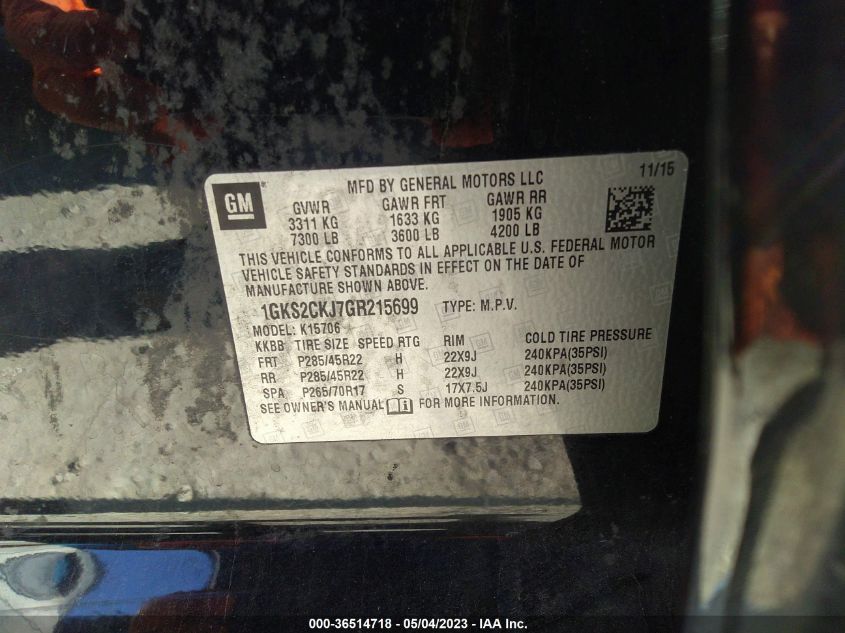 GM
MFD BY GENERAL MOTORS LLC
11/15
GVWR GAWR FRT GAWR RR
3311 KG 1633 KG 1905 KG
7300 LB 3600 LB 4200 LB
THIS VEHICLE CONFORMS TO ALL APPLICABLE U.S. FEDERAL MOTOR
VEHICLE SAFETY STANDARDS IN EFFECT ON THE DATE OF
MANUFACTURE SHOWN ABOVE.
1GKS2CKJ7GR215699 TYPE: M.P.V.
MODEL: K15706
KKBB TIRE SIZE SPEED RTG RIM COLD TIRE PRESSURE
FRT P285/45R22 H 22X9J 240KPA(35PSI)
RR P285/45R22 H 22X9J 240KPA(35PSI)
SPA P265/70R17 S 17X7.5J 240KPA(35PSI)
SEE OWNER'S MANUAL FOR MORE INFORMATION.
000-36514718 - 05/04/2023 - IAA Inc.